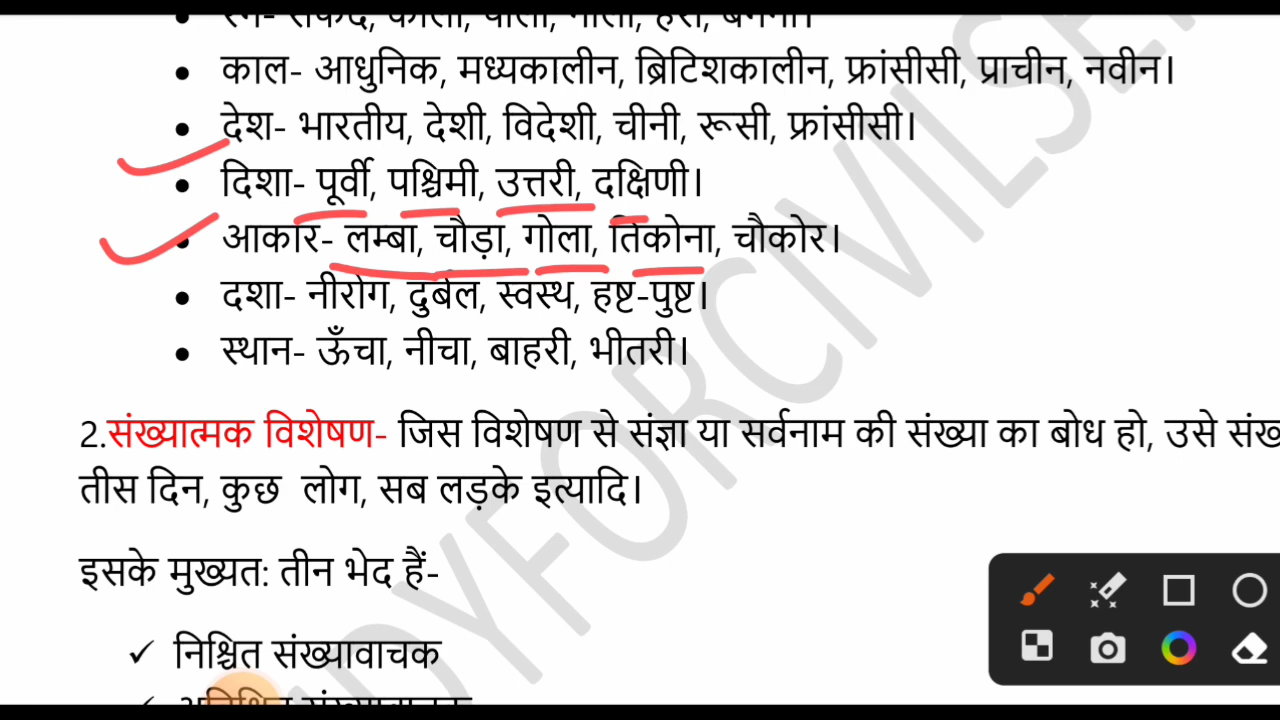 काल- आधुनिक, मध्यकालीन, ब्रिटिशकालीन, फ्रांसीसी, प्राचीन, नवीन।
देश- भारतीय, देशी, विदेशी, चीनी, रूसी, फ्रांसीसी।
दिशा- पूर्वी, पश्चिमी, उत्तरी, दक्षिणी।
आकार- लम्बा, चौड़ा, गोला, तिकोना, चौकोर।
दशा- नीरोग, दुर्बल, स्वस्थ, हष्ट-पुष्ट।
स्थान- ऊँचा, नीचा, बाहरी, भीतरी।
2.संख्यात्मक विशेषण- जिस विशेषण से संज्ञा या सर्वनाम की संख्या का बोध हो, उसे
तीस दिन, कुछ लोग, सब लड़के इत्यादि।
इसके मुख्यत: तीन भेद हैं-
निश्चित संख्यावाचक